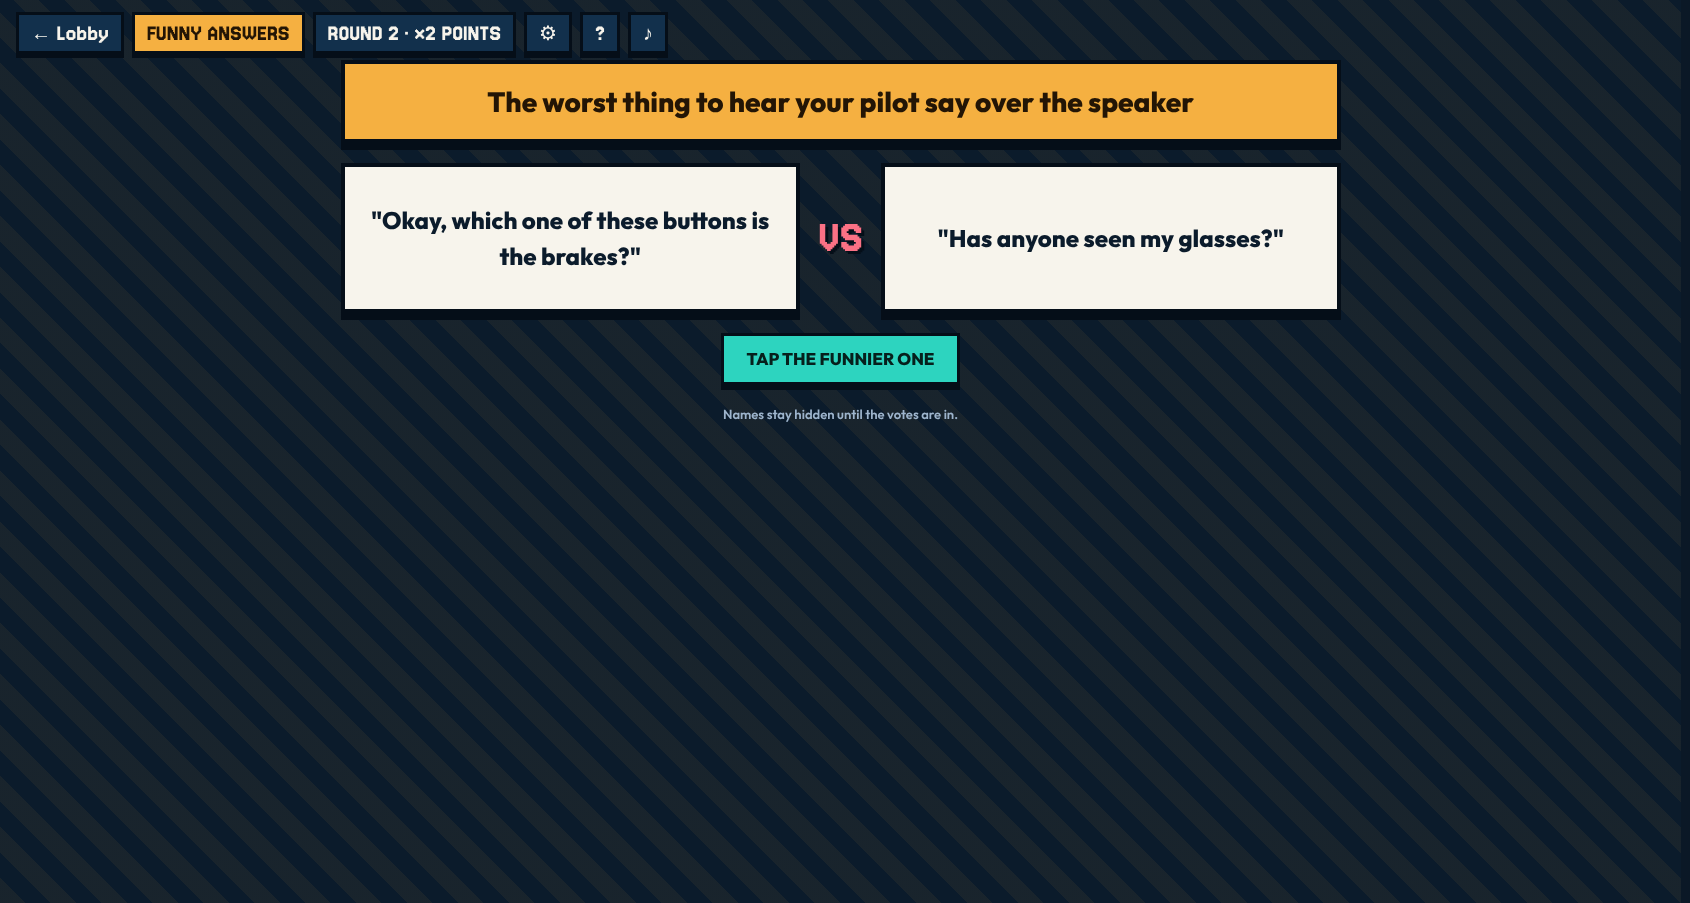 ← Lobby
FUNNY ANSWERS
ROUND 2 · ×2 POINTS
⚙
?
♪
The worst thing to hear your pilot say over the speaker
"Okay, which one of these buttons is
the brakes?"
VS
"Has anyone seen my glasses?"
TAP THE FUNNIER ONE
Names stay hidden until the votes are in.